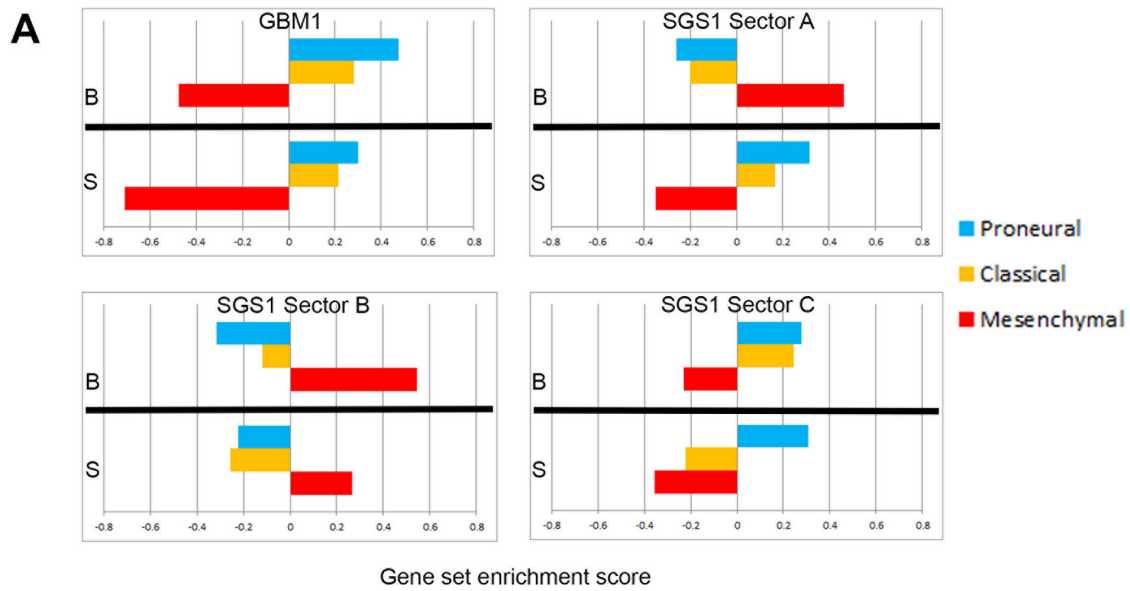 A
GBM1
B
S
-0.8 -0.6 -0.4 -0.2 0 0.2 0.4 0.6 0.8
SGS1 Sector A
B
S
-0.8 -0.6 -0.4 -0.2 0 0.2 0.4 0.6 0.8
SGS1 Sector B
B
S
-0.8 -0.6 -0.4 -0.2 0 0.2 0.4 0.6 0.8
SGS1 Sector C
B
S
-0.8 -0.6 -0.4 -0.2 0 0.2 0.4 0.6 0.8
Proneural
Classical
Mesenchymal
Gene set enrichment score